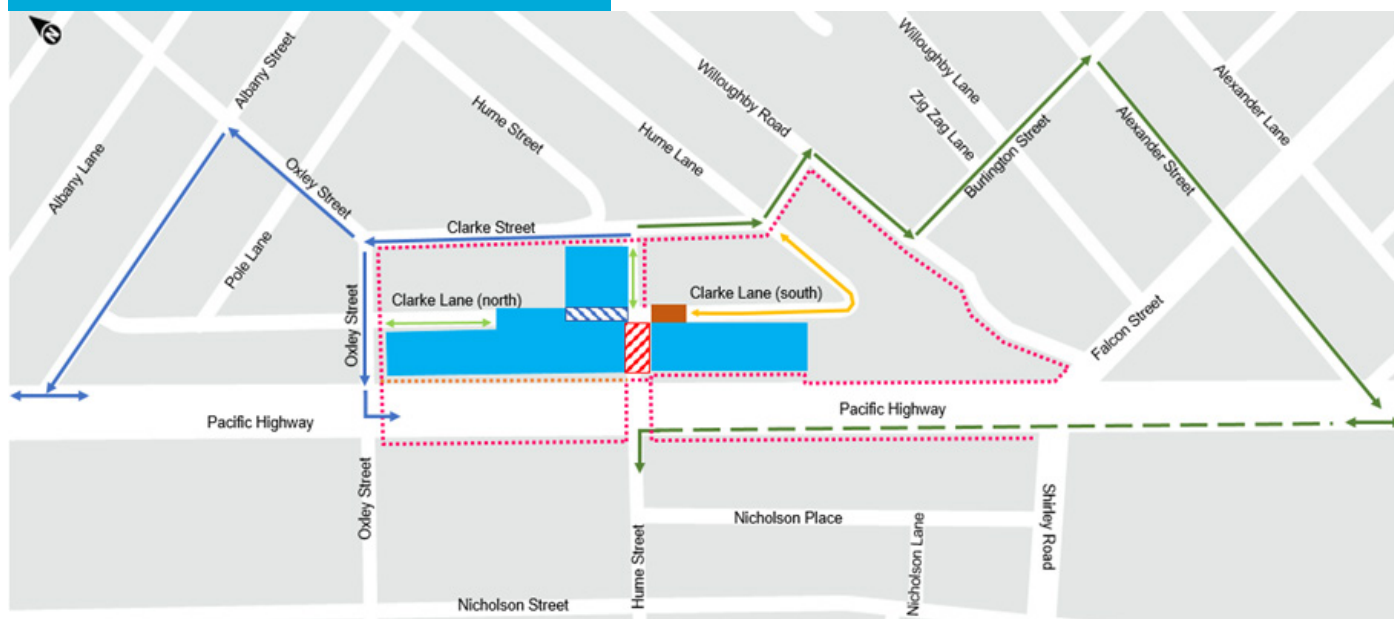 N
Albany Street
Willoughby Road
Willoughby Lane
Zig Zag Lane
Alexander Lane
Alexander Street
Hume Street
Hume Lane
Burlington Street
Albany Lane
Oxley Street
Pole Lane
Clarke Street
Clarke Lane (north)
Clarke Lane (south)
Oxley Street
Falcon Street
Pacific Highway
Pacific Highway
Oxley Street
Hume Street
Nicholson Place
Nicholson Lane
Shirley Road
Nicholson Street